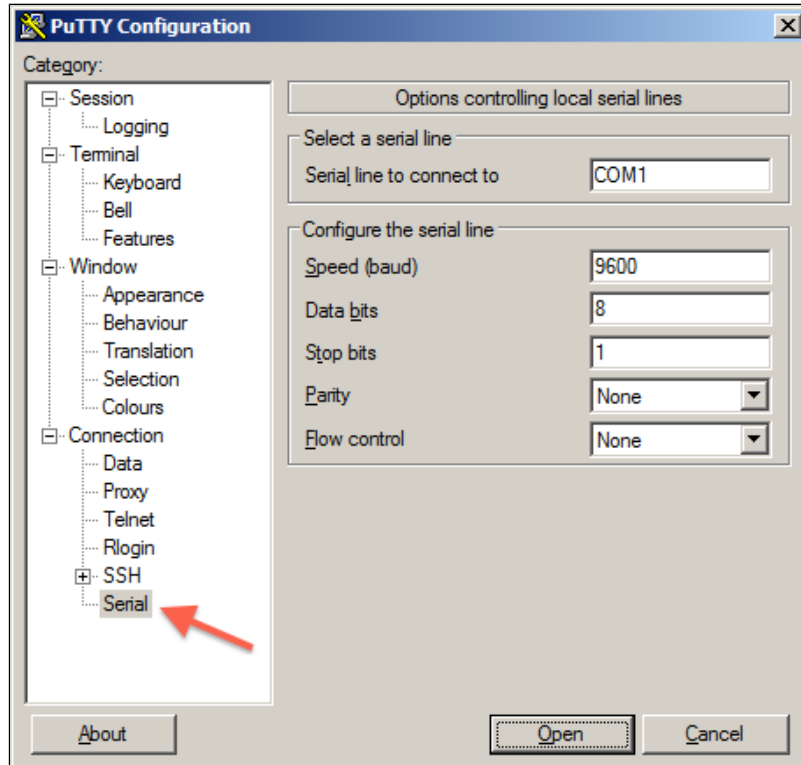 PuTTY Configuration
Category:
Session
Logging
Terminal
Keyboard
Bell
Features
Window
Appearance
Behaviour
Translation
Selection
Colours
Connection
Data
Proxy
Telnet
Rlogin
SSH
Serial
Options controlling local serial lines
Select a serial line
Serial line to connect to COM1
Configure the serial line
Speed (baud) 9600
Data bits 8
Stop bits 1
Parity None
Flow control None
About Open Cancel